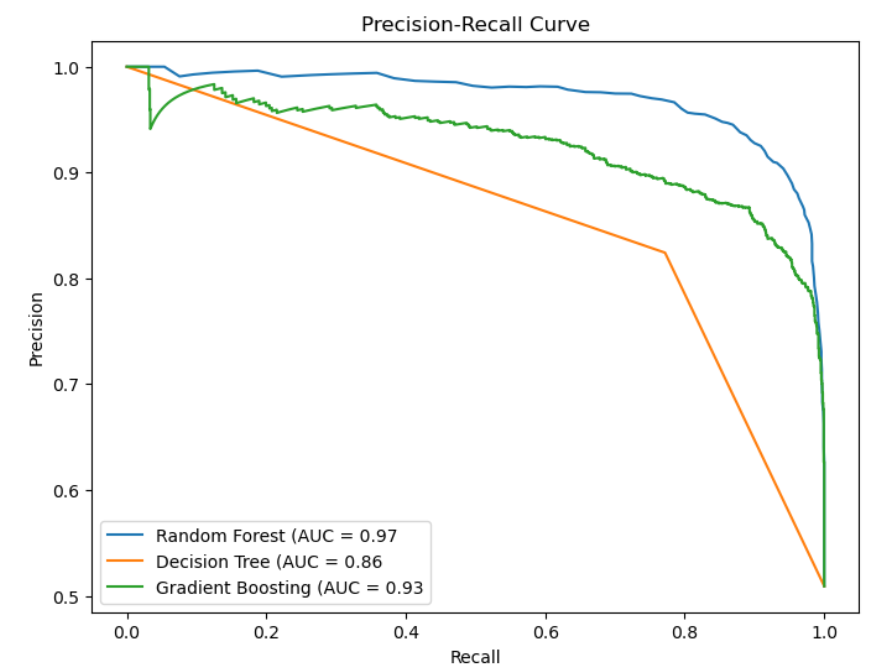 Precision-Recall Curve
1.0
0.9
0.8
0.7
0.6
0.5
Precision
Random Forest (AUC = 0.97
Decision Tree (AUC = 0.86
Gradient Boosting (AUC = 0.93
0.0 0.2 0.4 0.6 0.8 1.0
Recall